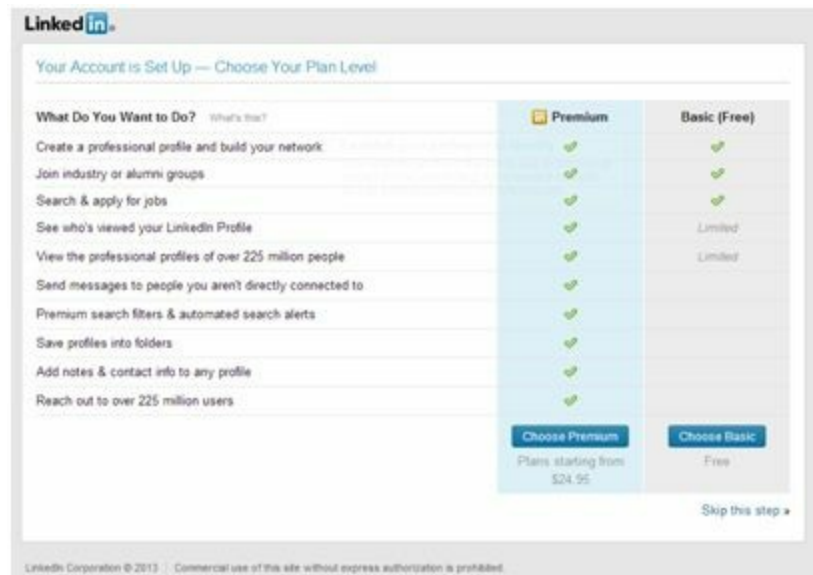 Linked in
Your Account is Set Up — Choose Your Plan Level
What Do You Want to Do? What's this? Premium Basic (Free)
Create a professional profile and build your network
Join industry or alumni groups
Search & apply for jobs
See who's viewed your LinkedIn Profile Limited
View the professional profiles of over 225 million people Limited
Send messages to people you aren't directly connected to
Premium search filters & automated search alerts
Save profiles into folders
Add notes & contact info to any profile
Reach out to over 225 million users
Choose Premium Choose Basic
Plans starting from Free
$24.95
Skip this step »
LinkedIn Corporation © 2013 | Commercial use of this site without express authorization is prohibited.